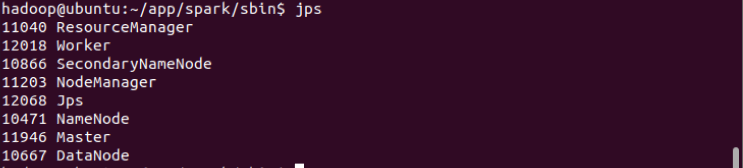 hadoop@ubuntu:~/app/spark/sbin$ jps
11040 ResourceManager
12018 Worker
10866 SecondaryNameNode
11203 NodeManager
12068 Jps
10471 NameNode
11946 Master
10667 DataNode